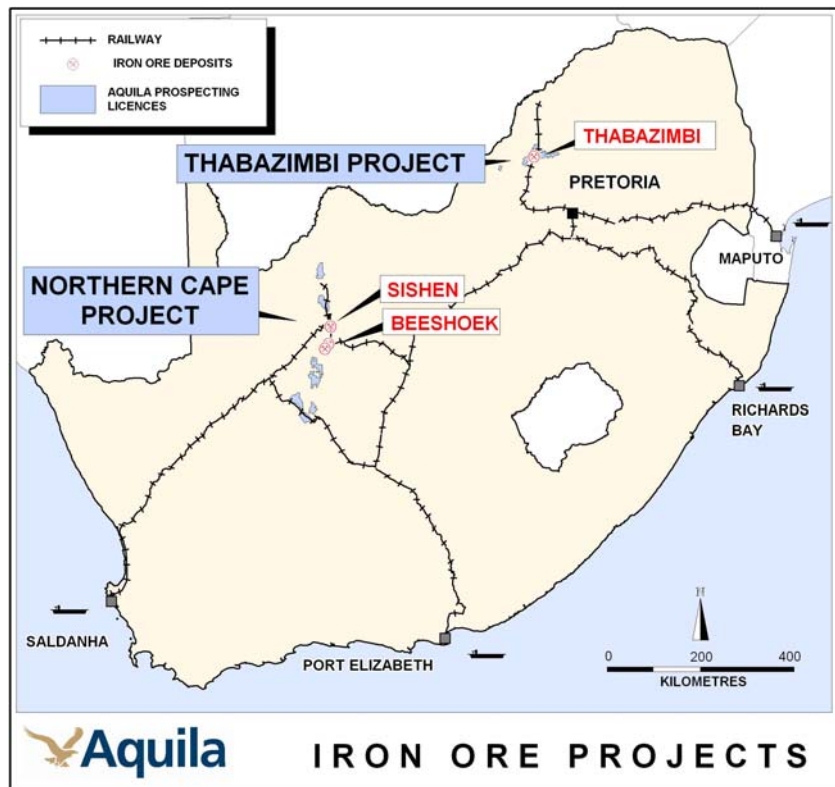 RAILWAY
IRON ORE DEPOSITS
AQUILA PROSPECTING
LICENCES
THABAZIMBI PROJECT
THABAZIMBI
PRETORIA
MAPUTO
NORTHERN CAPE
PROJECT
SISHEN
BEESHOEK
RICHARDS
BAY
N
SALDANHA
PORT ELIZABETH
0 200 400
KILOMETRES
Aquila
IRON ORE PROJECTS